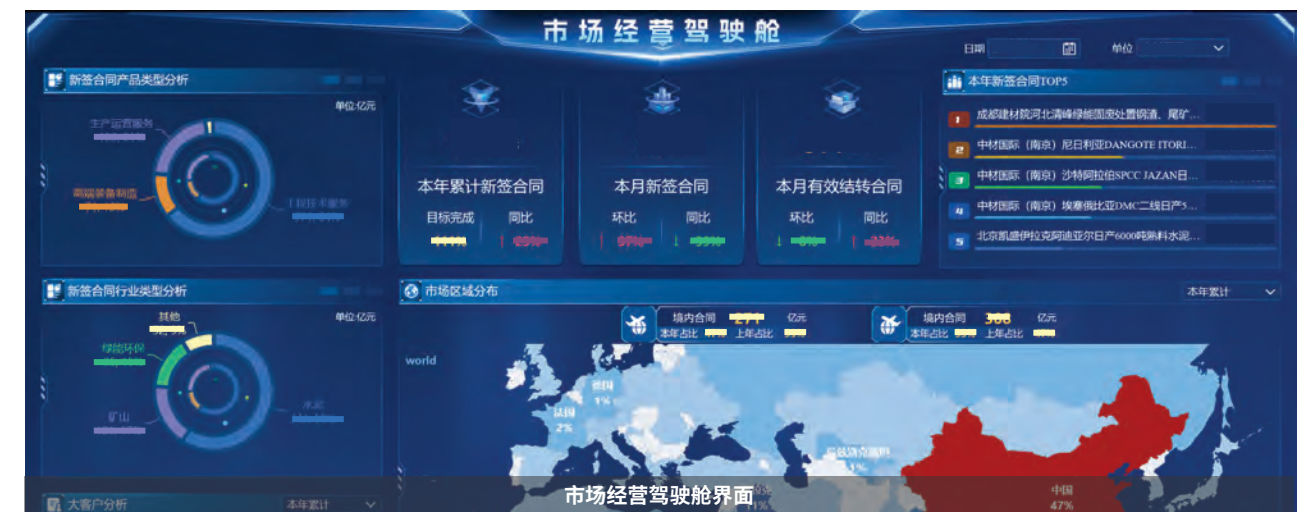 市场经营驾驶舱
日期
单位
新签合同产品类型分析
单位:亿元
生产运营服务
高端装备制造
工程技术服务
本年累计新签合同
目标完成 同比
本月新签合同
环比 同比
本月有效结转合同
环比 同比
本年新签合同TOP5
1 成都建材院河北清峰绿能固废处置钢渣、尾矿...
2 中材国际（南京）尼日利亚DANGOTE ITORI...
3 中材国际（南京）沙特阿拉伯SPCC JAZAN日...
4 中材国际（南京）埃塞俄比亚DMC二线日产5...
5 北京凯盛伊拉克阿迪亚尔日产6000吨熟料水泥...
新签合同行业类型分析
单位:亿元
其他
绿能环保
矿山
水泥
市场区域分布
本年累计
境内合同 亿元
本年占比 上年占比
境内合同 亿元
本年占比 上年占比
world
德国
1%
法国
2%
中国
47%
大客户分析
本年累计
市场经营驾驶舱界面